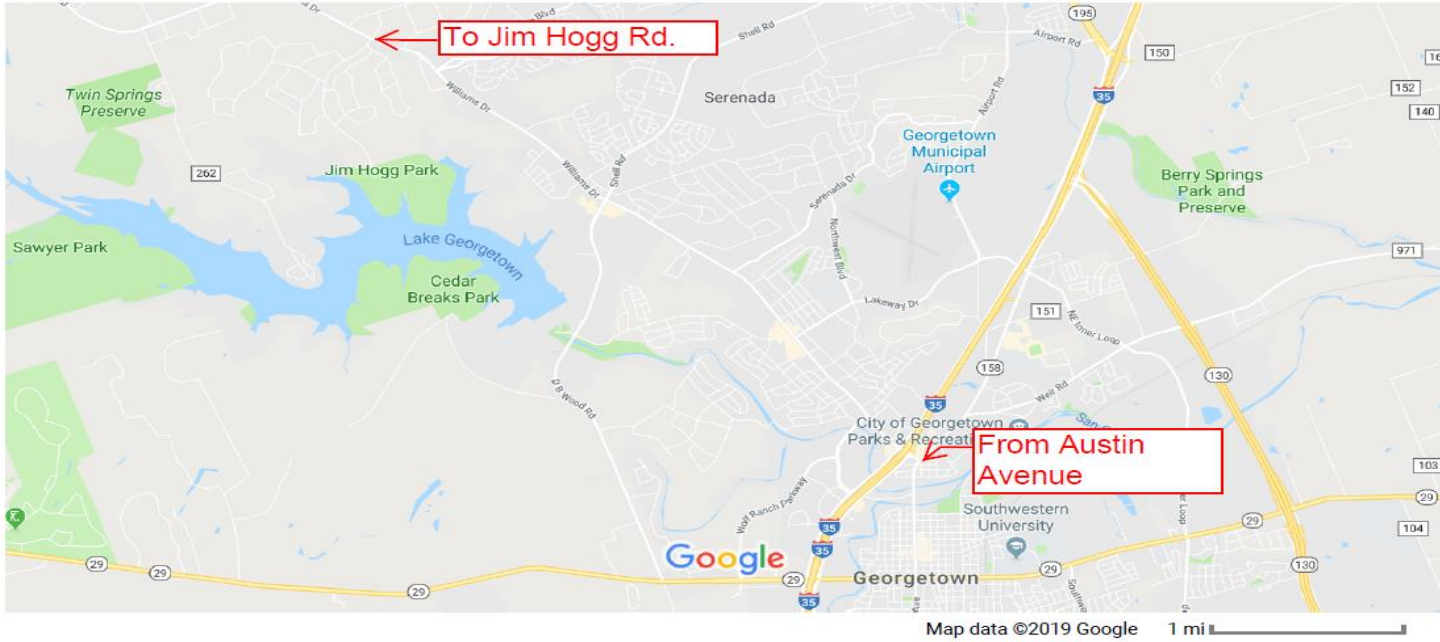 195
Shell Rd
Airport Rd
To Jim Hogg Rd.
150
152
140
35
Twin Springs
Preserve
Williams Dr
Serenada
Airport Rd
Georgetown
Municipal
Airport
262
Jim Hogg Park
Shell Rd
Williams Dr
Serenada Dr
Berry Springs
Park and
Preserve
Northwest Blvd
Sawyer Park
Lake Georgetown
971
Cedar
Breaks Park
Lakeway Dr
151
NE Inner Loop
158
130
D B Wood Rd
Weir Rd
35
City of Georgetown
Parks & Recreati
From Austin
Avenue
103
29
Wolf Ranch Parkway
Southwestern
University
29
104
35
Google
35
29
29
29
29
Georgetown
29
130
35
Map data ©2019 Google 1 mi